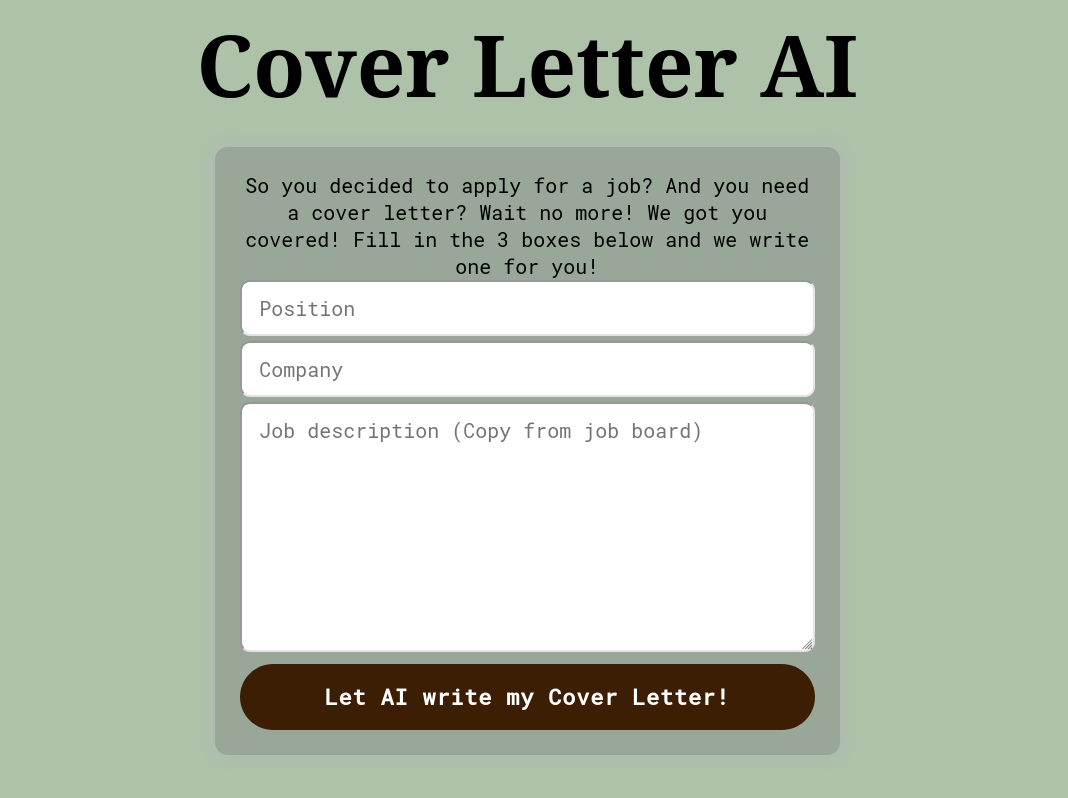 Cover Letter AI
So you decided to apply for a job? And you need
a cover letter? Wait no more! We got you
covered! Fill in the 3 boxes below and we write
one for you!
Position
Company
Job description (Copy from job board)
Let AI write my Cover Letter!